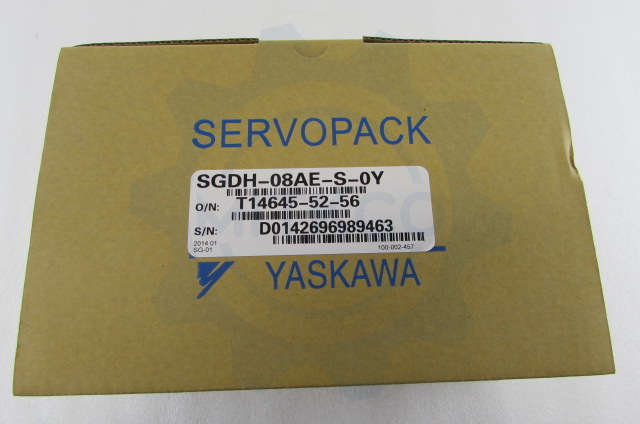 SERVOPACK
SGDH-08AE-S-0Y
O/N: T14645-52-56
S/N: D0142696989463
2014 01
SG-01
100-002-457
YASKAWA